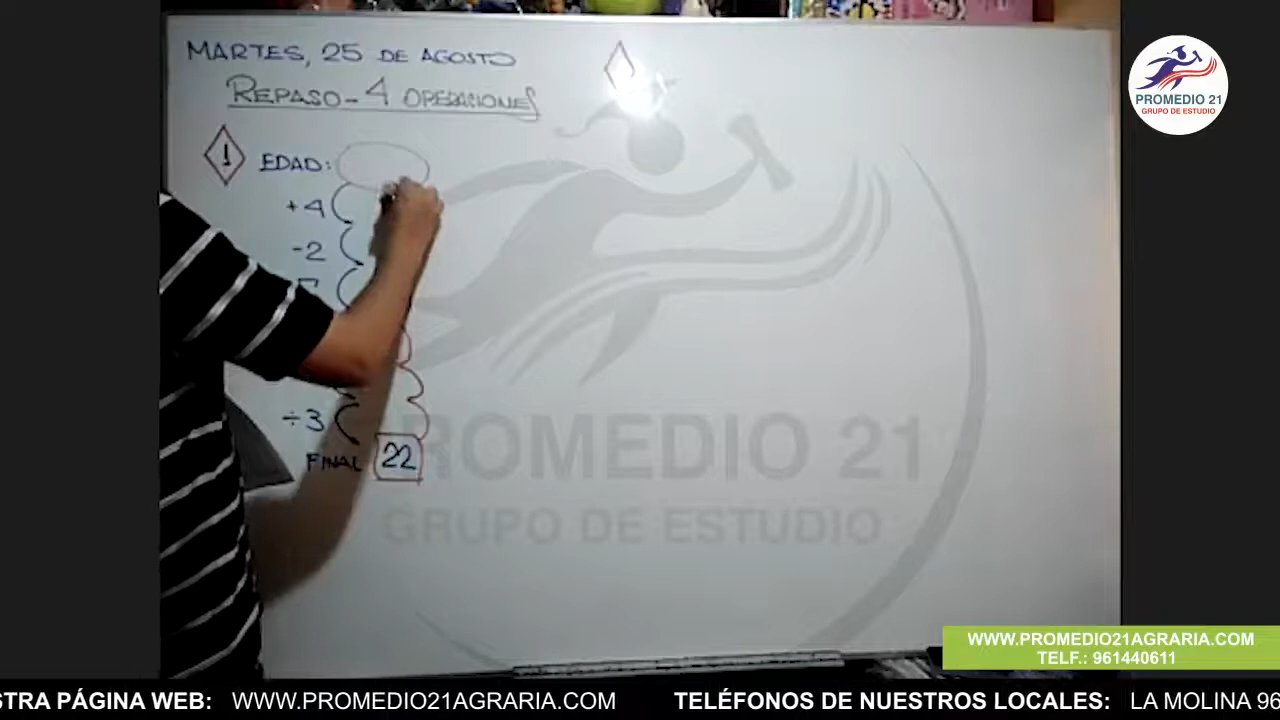 MARTES, 25 DE AGOSTO
REPASO - 4 OPERACIONES
1 EDAD:
+4
-2
÷3
FINAL 22
PROMEDIO 21
GRUPO DE ESTUDIO
PROMEDIO 21
GRUPO DE ESTUDIO
WWW.PROMEDIO21AGRARIA.COM
TELF.: 961440611
STRA PÁGINA WEB: WWW.PROMEDIO21AGRARIA.COM TELÉFONOS DE NUESTROS LOCALES: LA MOLINA 96